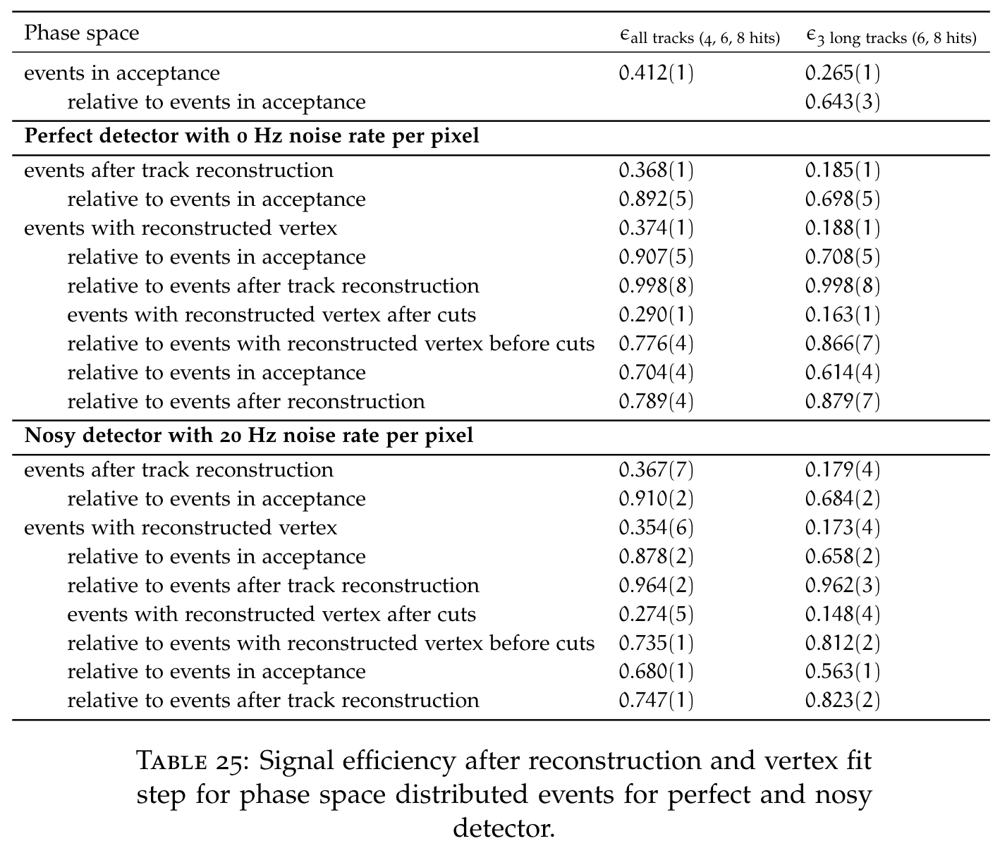 Phase space ϵall tracks (4, 6, 8 hits) ϵ3 long tracks (6, 8 hits)
events in acceptance 0.412(1) 0.265(1)
relative to events in acceptance 0.643(3)
Perfect detector with 0 Hz noise rate per pixel
events after track reconstruction 0.368(1) 0.185(1)
relative to events in acceptance 0.892(5) 0.698(5)
events with reconstructed vertex 0.374(1) 0.188(1)
relative to events in acceptance 0.907(5) 0.708(5)
relative to events after track reconstruction 0.998(8) 0.998(8)
events with reconstructed vertex after cuts 0.290(1) 0.163(1)
relative to events with reconstructed vertex before cuts 0.776(4) 0.866(7)
relative to events in acceptance 0.704(4) 0.614(4)
relative to events after reconstruction 0.789(4) 0.879(7)
Nosy detector with 20 Hz noise rate per pixel
events after track reconstruction 0.367(7) 0.179(4)
relative to events in acceptance 0.910(2) 0.684(2)
events with reconstructed vertex 0.354(6) 0.173(4)
relative to events in acceptance 0.878(2) 0.658(2)
relative to events after track reconstruction 0.964(2) 0.962(3)
events with reconstructed vertex after cuts 0.274(5) 0.148(4)
relative to events with reconstructed vertex before cuts 0.735(1) 0.812(2)
relative to events in acceptance 0.680(1) 0.563(1)
relative to events after track reconstruction 0.747(1) 0.823(2)
Table 25: Signal efficiency after reconstruction and vertex fit
step for phase space distributed events for perfect and nosy
detector.